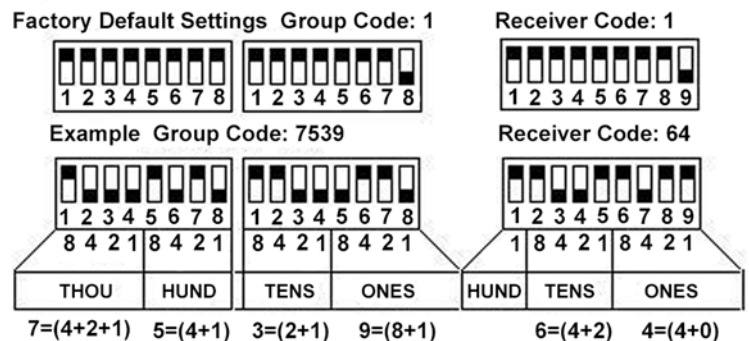 Factory Default Settings Group Code: 1 Receiver Code: 1
1 2 3 4 5 6 7 8 1 2 3 4 5 6 7 8 1 2 3 4 5 6 7 8 9
Example Group Code: 7539 Receiver Code: 64
1 2 3 4 5 6 7 8 1 2 3 4 5 6 7 8 1 2 3 4 5 6 7 8 9
8 4 2 1 8 4 2 1 8 4 2 1 8 4 2 1 1 8 4 2 1 8 4 2 1
THOU HUND TENS ONES HUND TENS ONES
7=(4+2+1) 5=(4+1) 3=(2+1) 9=(8+1) 6=(4+2) 4=(4+0)